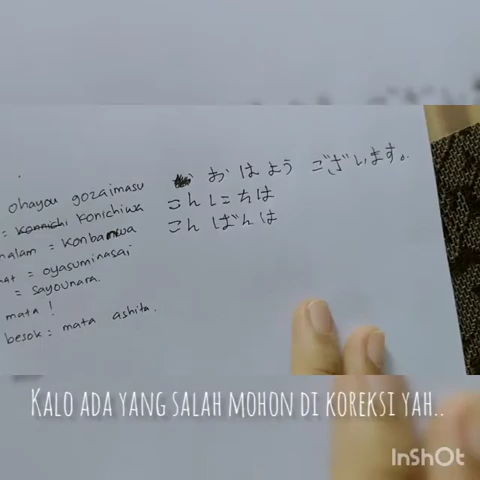 ohayou gozaimasu おはよう ございます。
= Konichiwa こんにちは
malam = Konbanwa こんばんは
= oyasuminasai
= sayounara.
mata !
besok : mata ashita.
Kalo ada yang salah mohon di koreksi yah..
InShOt